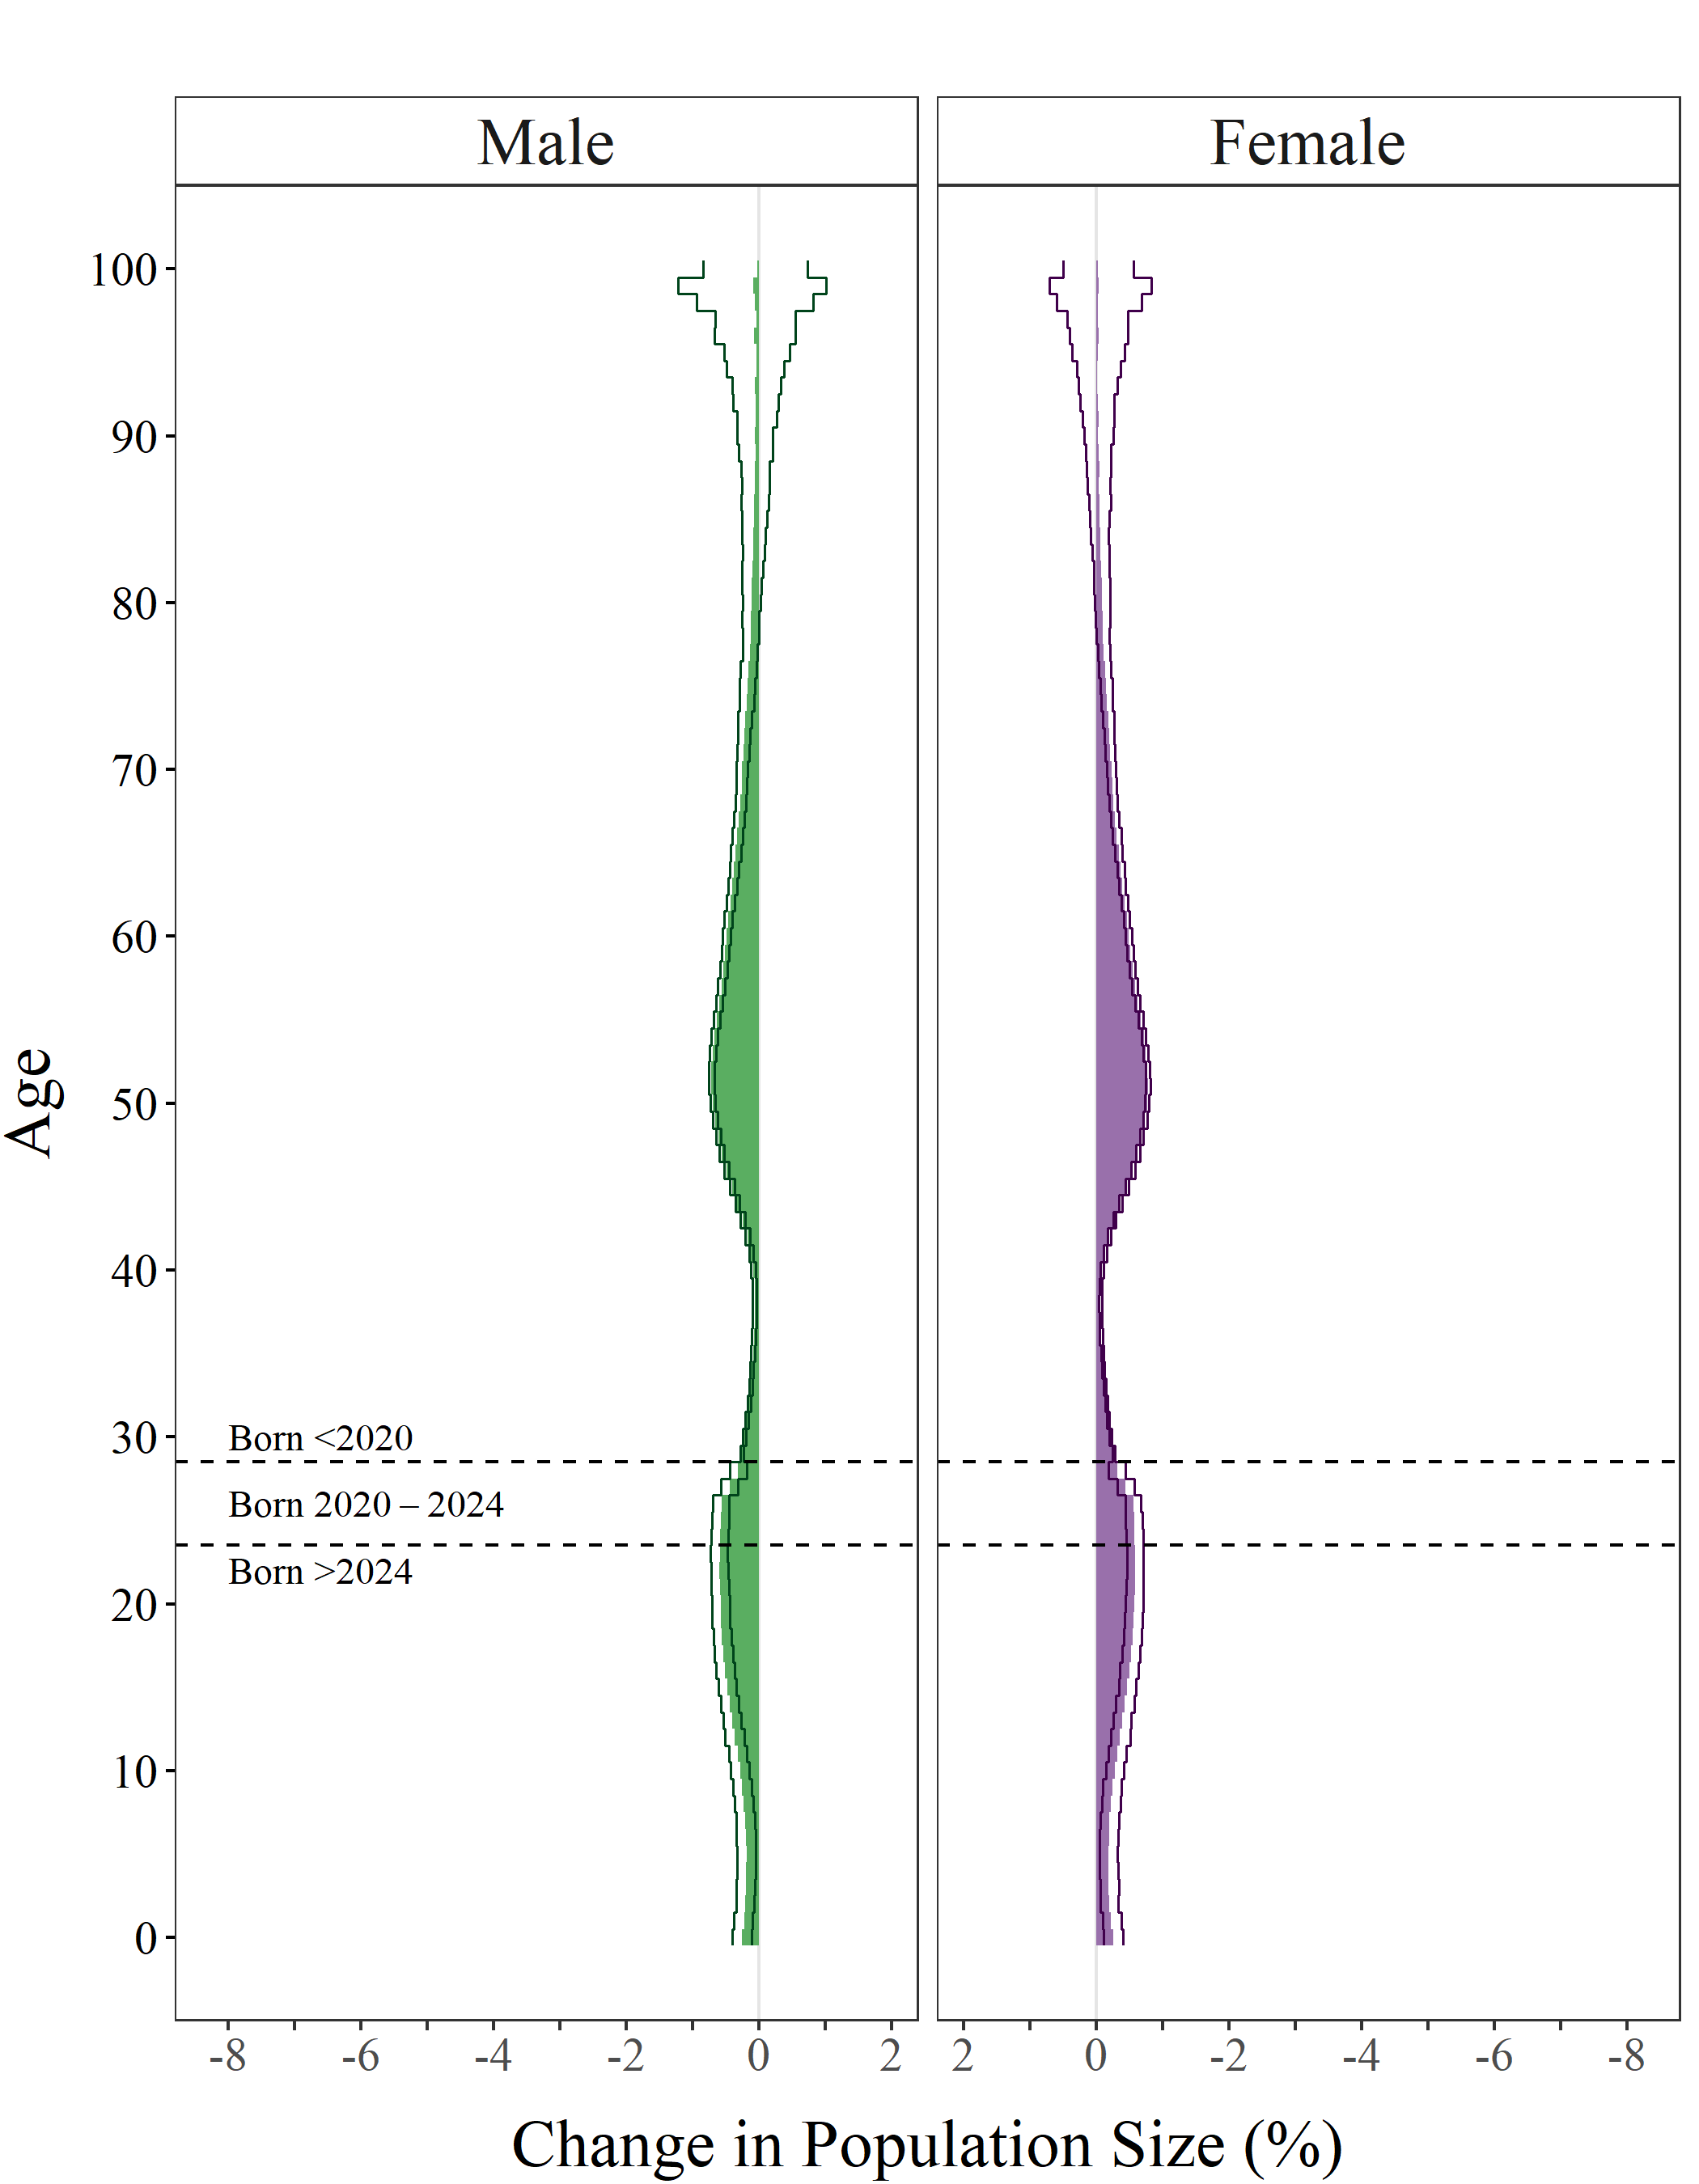 Male Female
100
90
80
70
60
50
40
30
20
10
0
Age
Born <2020
Born 2020 – 2024
Born >2024
-8 -6 -4 -2 0 2 2 0 -2 -4 -6 -8
Change in Population Size (%)